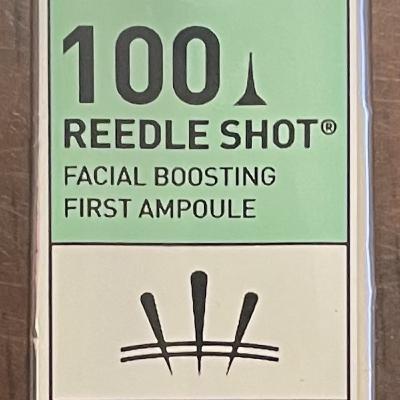 100
REEDLE SHOT®
FACIAL BOOSTING
FIRST AMPOULE